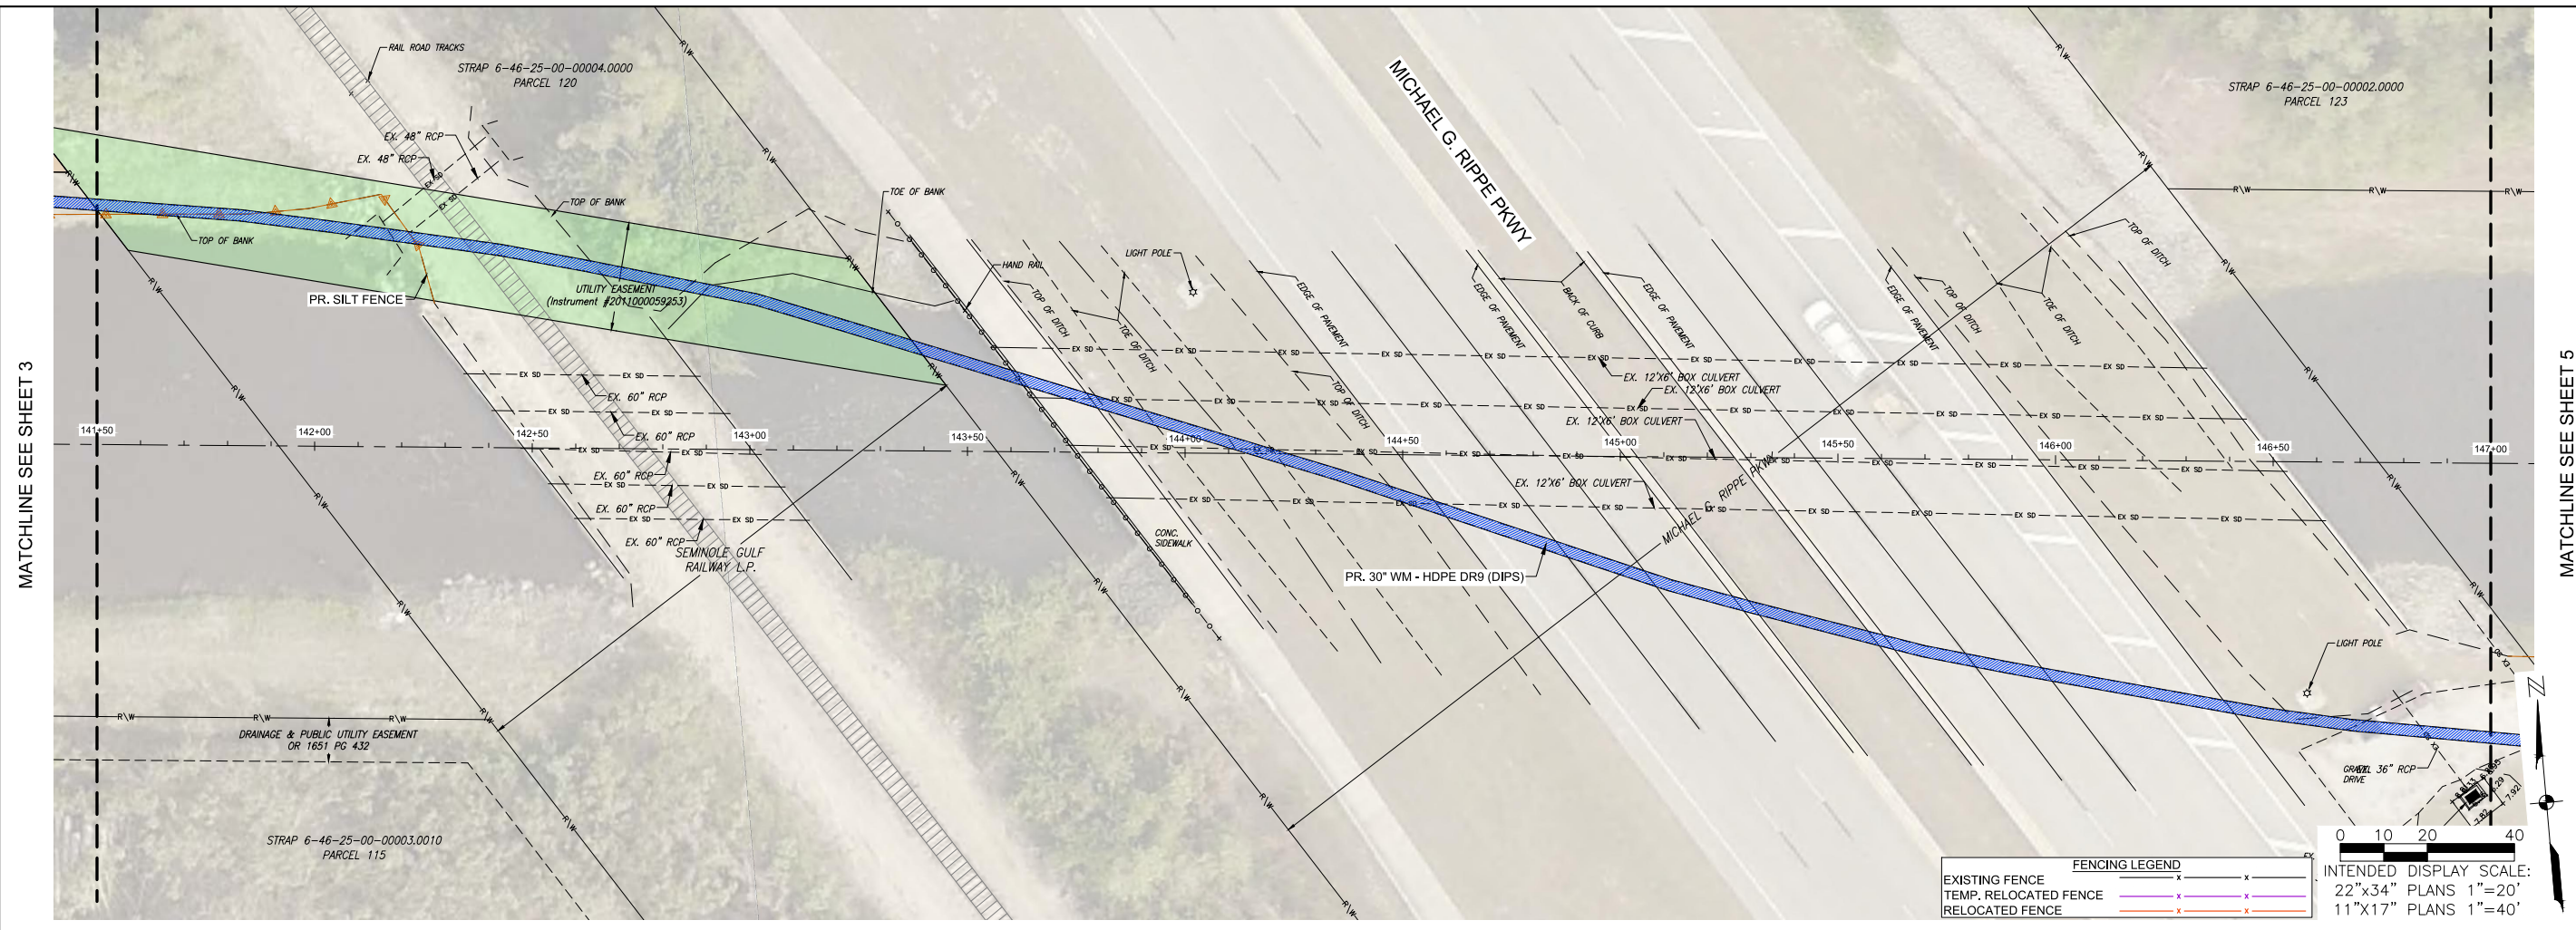 MATCHLINE SEE SHEET 3
RAIL ROAD TRACKS
STRAP 6-46-25-00-00004.0000
PARCEL 120
EX. 48" RCP
EX. 48" RCP
EX SD
EX SD
TOP OF BANK
TOP OF BANK
TOE OF BANK
PR. SILT FENCE
UTILITY EASEMENT
(Instrument #2011000059253)
HAND RAIL
TOP OF DITCH
TOE OF DITCH
LIGHT POLE
EDGE OF PAVEMENT
TOP OF DITCH
MICHAEL G. RIPPE PKWY
EDGE OF PAVEMENT
BACK OF CURB
EDGE OF PAVEMENT
EDGE OF PAVEMENT
TOP OF DITCH
TOE OF DITCH
TOP OF DITCH
STRAP 6-46-25-00-00002.0000
PARCEL 123
R\W R\W R\W
EX. 60" RCP
EX. 60" RCP
EX. 60" RCP
EX. 60" RCP
EX. 60" RCP
EX. 12'X6' BOX CULVERT
EX. 12'X6' BOX CULVERT
EX. 12'X6' BOX CULVERT
EX. 12'X6' BOX CULVERT
141+50 142+00 142+50 143+00 143+50 144+00 144+50 145+00 145+50 146+00 146+50 147+00
SEMINOLE GULF
RAILWAY L.P.
CONC.
SIDEWALK
MICHAEL G. RIPPE PKWY
PR. 30" WM - HDPE DR9 (DIPS)
R\W R\W R\W
DRAINAGE & PUBLIC UTILITY EASEMENT
OR 1651 PG 432
STRAP 6-46-25-00-00003.0010
PARCEL 115
LIGHT POLE
GRAVEL
DRIVE
36" RCP
7.92
7.82
MATCHLINE SEE SHEET 5
N
FENCING LEGEND
EXISTING FENCE
TEMP. RELOCATED FENCE
RELOCATED FENCE
0 10 20 40
INTENDED DISPLAY SCALE:
22"x34" PLANS 1"=20'
11"X17" PLANS 1"=40'